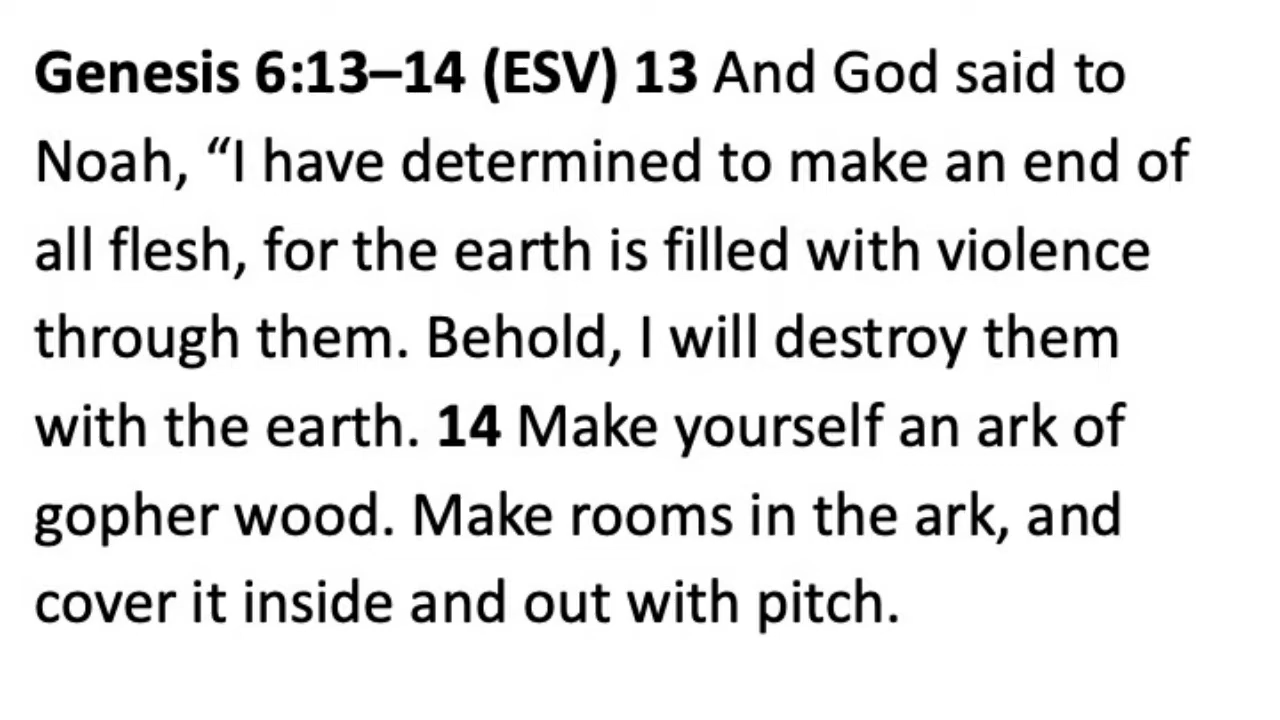 Genesis 6:13–14 (ESV) 13 And God said to
Noah, “I have determined to make an end of
all flesh, for the earth is filled with violence
through them. Behold, I will destroy them
with the earth. 14 Make yourself an ark of
gopher wood. Make rooms in the ark, and
cover it inside and out with pitch.